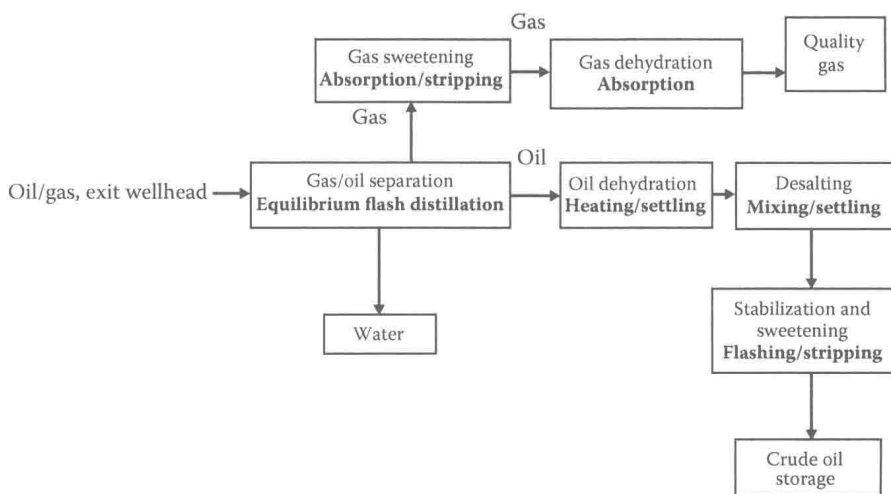 Gas
Gas sweetening
Absorption/stripping
Gas dehydration
Absorption
Quality
gas
Gas
Oil/gas, exit wellhead
Gas/oil separation
Equilibrium flash distillation
Oil
Oil dehydration
Heating/settling
Desalting
Mixing/settling
Water
Stabilization and
sweetening
Flashing/stripping
Crude oil
storage